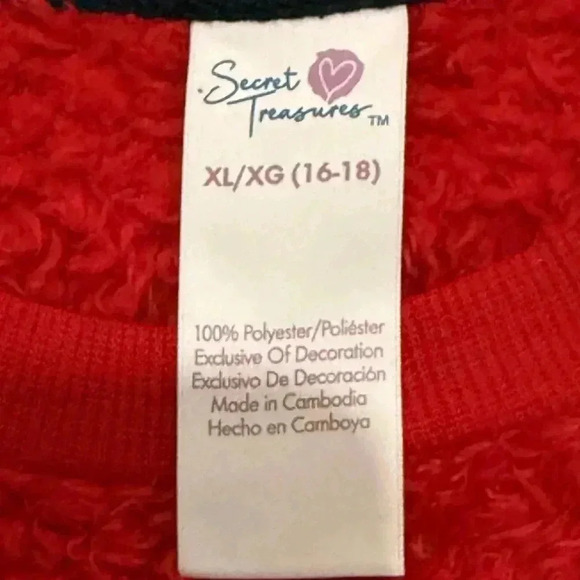 Secret
Treasures™
XL/XG (16-18)
100% Polyester/Poliéster
Exclusive Of Decoration
Exclusivo De Decoración
Made in Cambodia
Hecho en Camboya